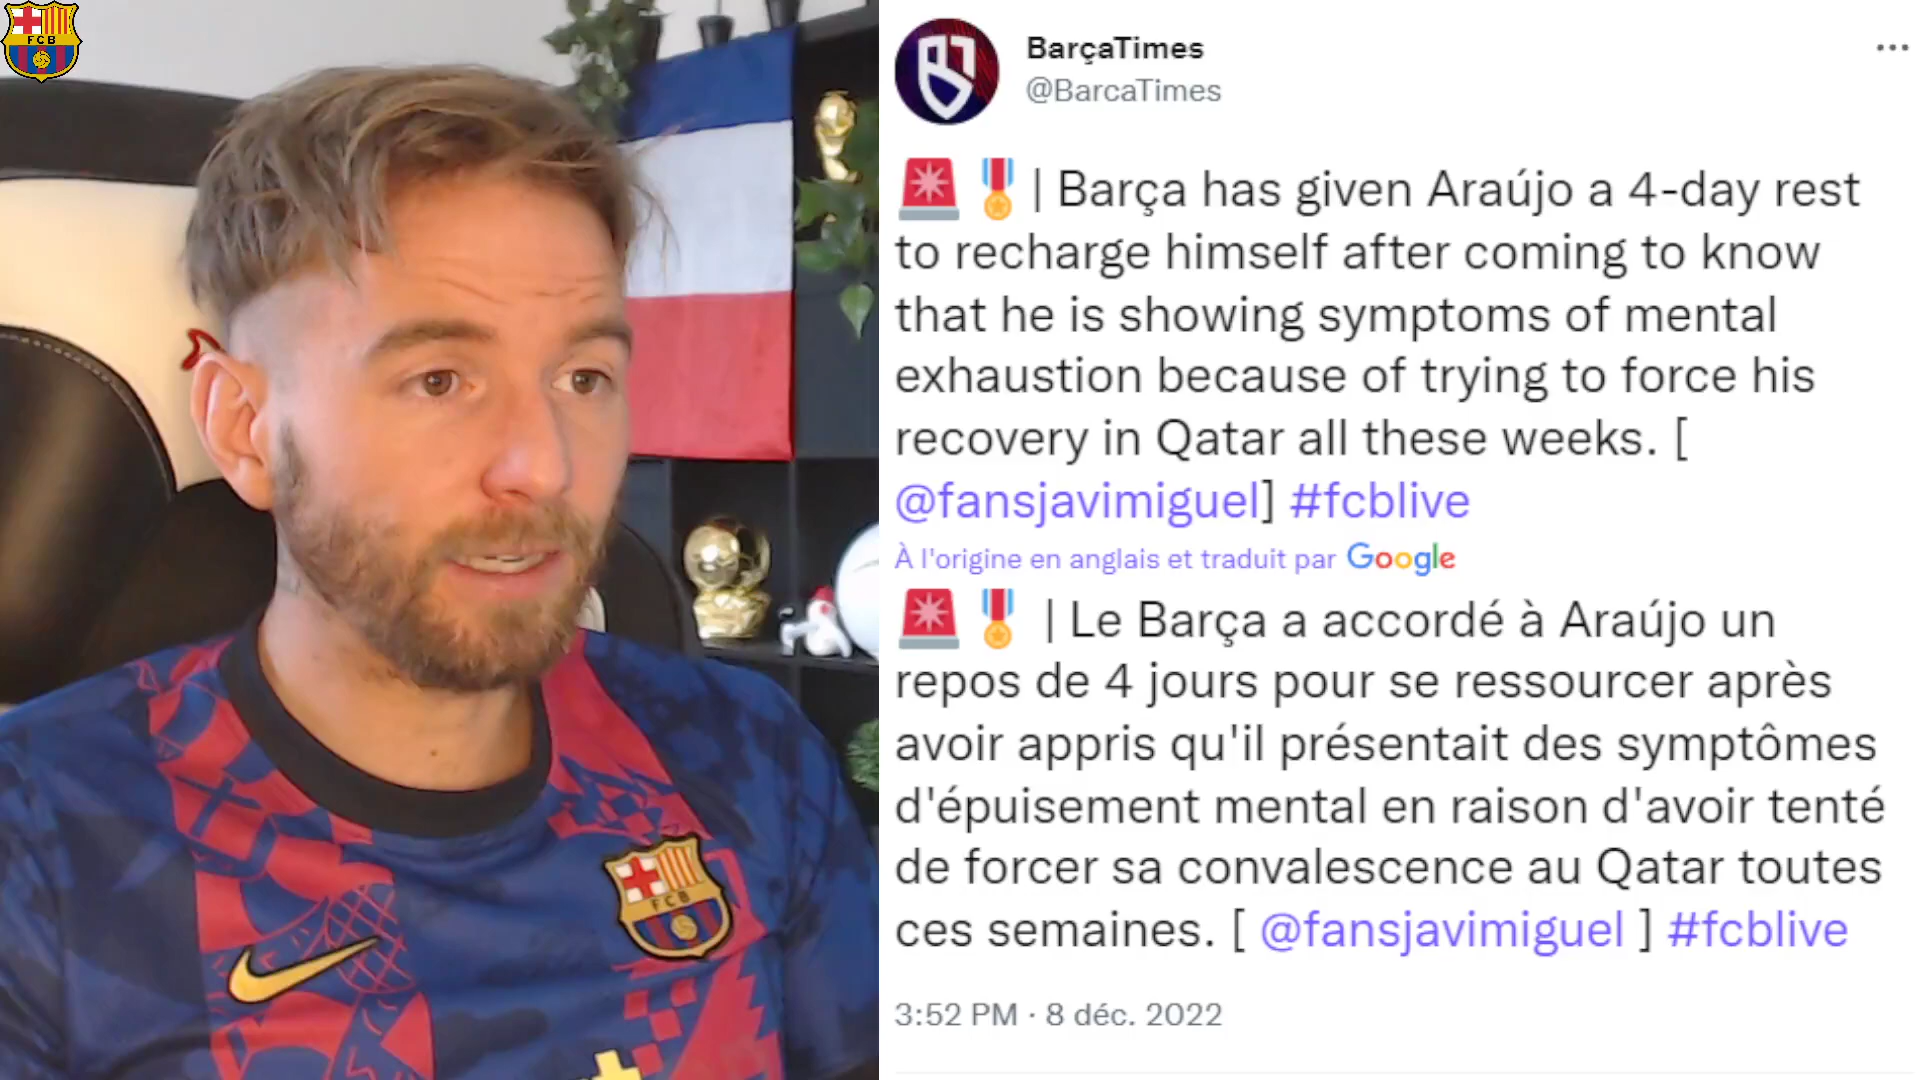 FCB
BarçaTimes
@BarcaTimes
🚨🎖️| Barça has given Araújo a 4-day rest
to recharge himself after coming to know
that he is showing symptoms of mental
exhaustion because of trying to force his
recovery in Qatar all these weeks. [
@fansjavimiguel] #fcblive
À l'origine en anglais et traduit par Google
🚨🎖️ | Le Barça a accordé à Araújo un
repos de 4 jours pour se ressourcer après
avoir appris qu'il présentait des symptômes
d'épuisement mental en raison d'avoir tenté
de forcer sa convalescence au Qatar toutes
ces semaines. [ @fansjavimiguel ] #fcblive
3:52 PM · 8 déc. 2022
FCB